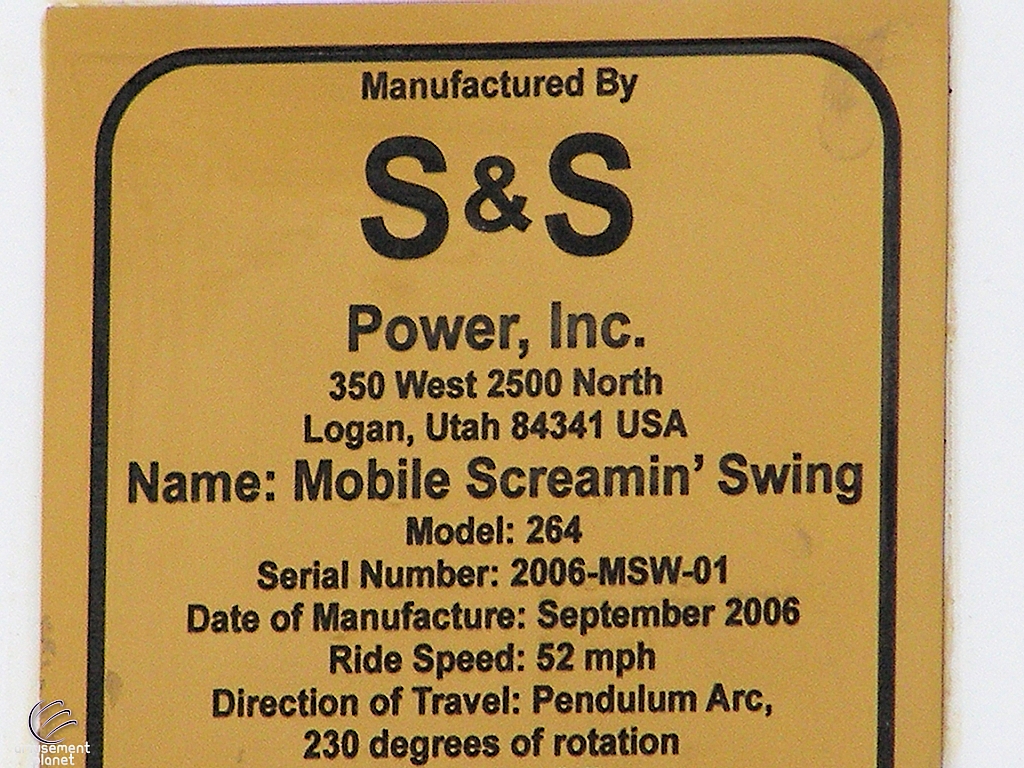 Manufactured By
S&S
Power, Inc.
350 West 2500 North
Logan, Utah 84341 USA
Name: Mobile Screamin' Swing
Model: 264
Serial Number: 2006-MSW-01
Date of Manufacture: September 2006
Ride Speed: 52 mph
Direction of Travel: Pendulum Arc,
230 degrees of rotation
amusement
planet